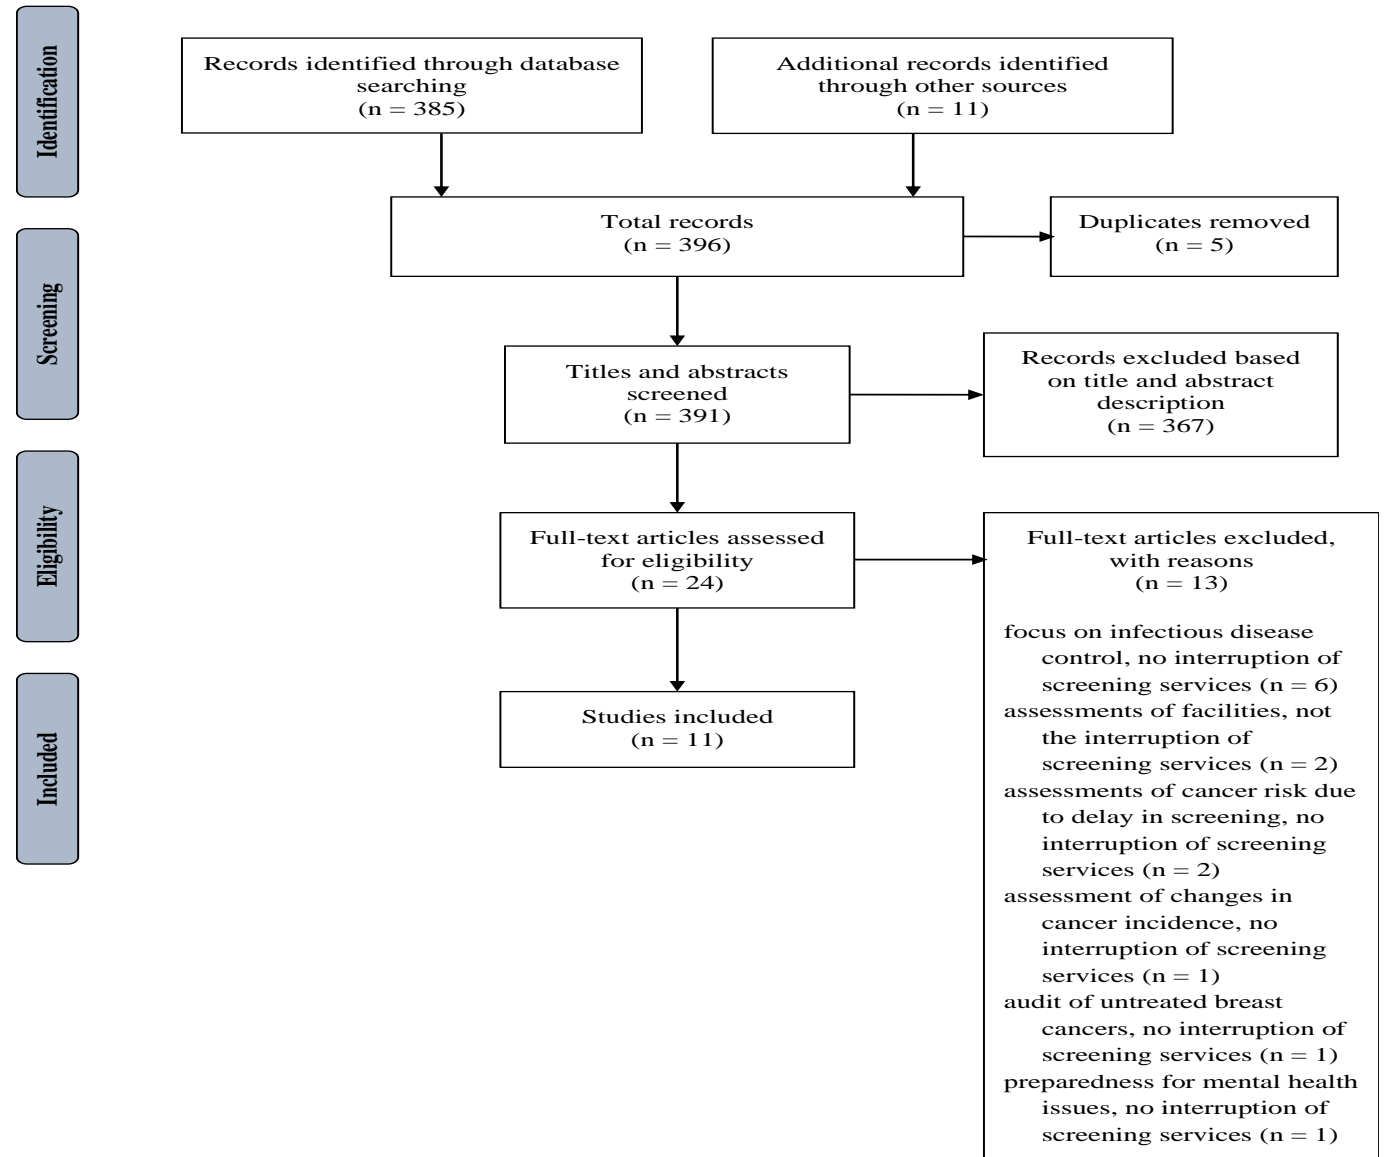 Identification
Records identified through database
searching
(n = 385)
Additional records identified
through other sources
(n = 11)
Total records
(n = 396)
Duplicates removed
(n = 5)
Screening
Titles and abstracts
screened
(n = 391)
Records excluded based
on title and abstract
description
(n = 367)
Eligibility
Full-text articles assessed
for eligibility
(n = 24)
Full-text articles excluded,
with reasons
(n = 13)
focus on infectious disease
control, no interruption of
screening services (n = 6)
assessments of facilities, not
the interruption of
screening services (n = 2)
assessments of cancer risk due
to delay in screening, no
interruption of screening
services (n = 2)
assessment of changes in
cancer incidence, no
interruption of screening
services (n = 1)
audit of untreated breast
cancers, no interruption of
screening services (n = 1)
preparedness for mental health
issues, no interruption of
screening services (n = 1)
Included
Studies included
(n = 11)